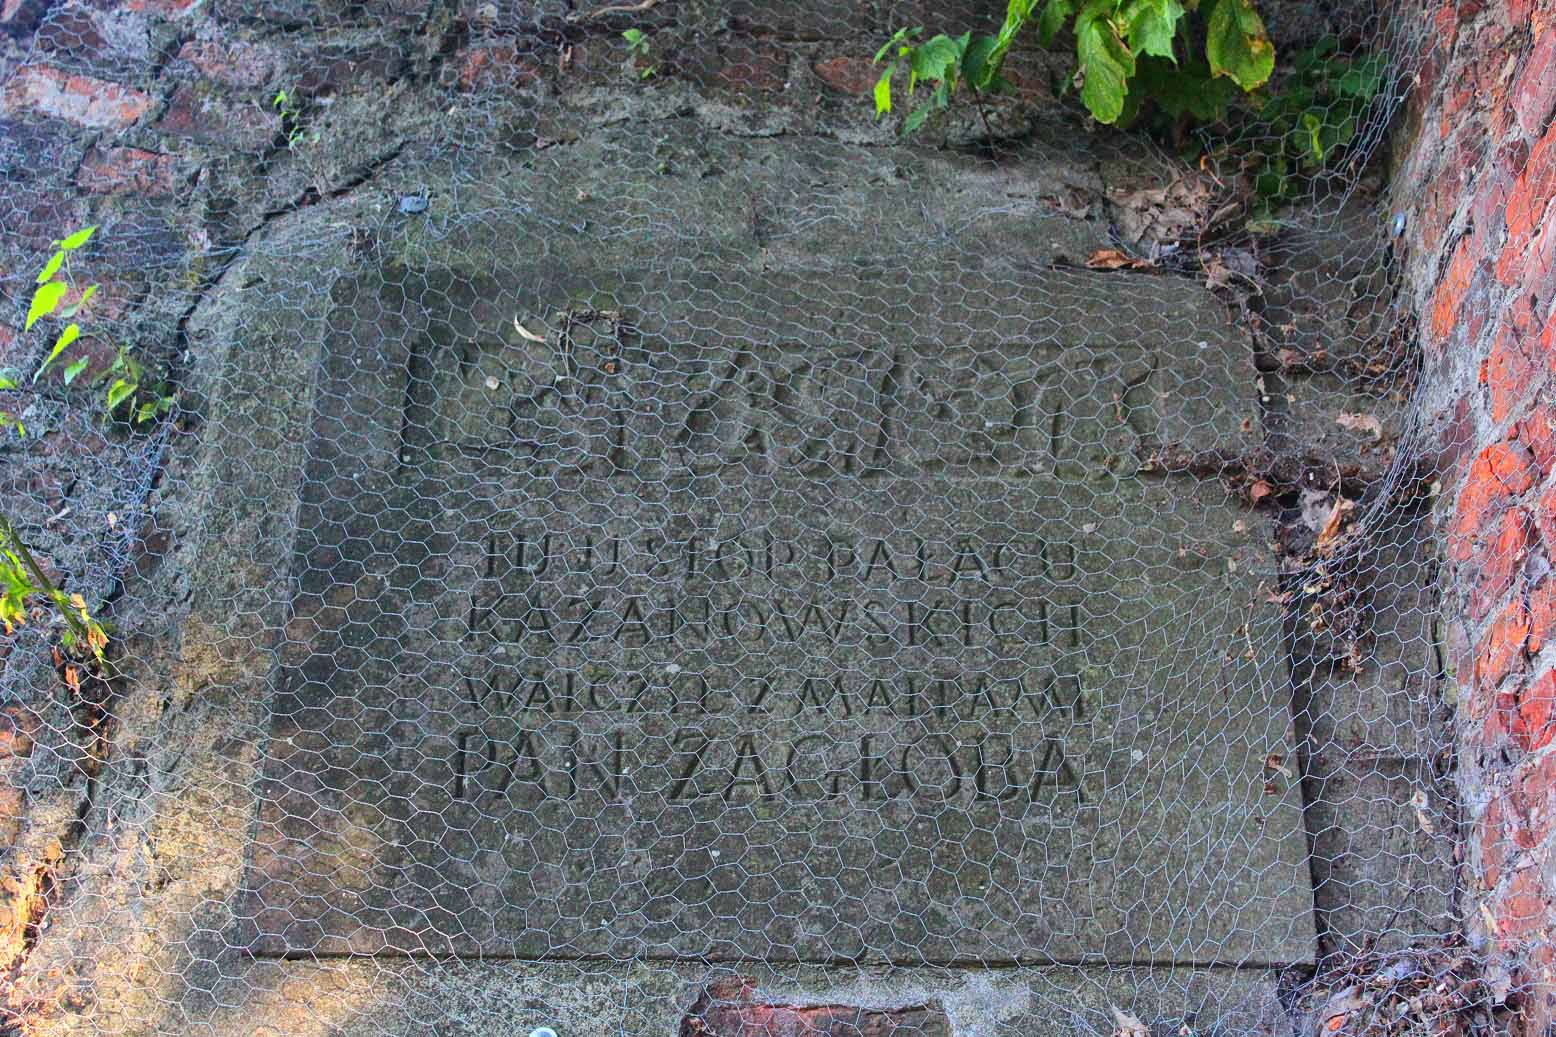 TU U STÓP PAŁACU
KAZANOWSKICH
WALCZYŁ Z MAŁPAMI
PAN ZAGŁOBA